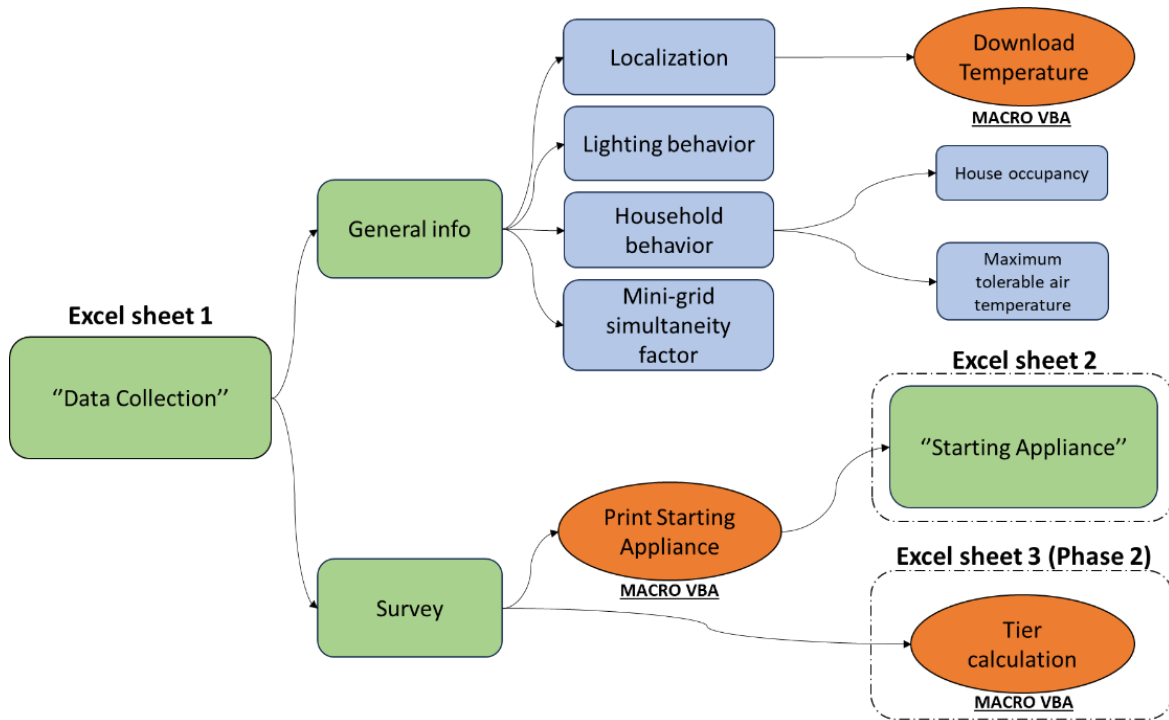 Localization
Download
Temperature
MACRO VBA
Lighting behavior
House occupancy
General info
Household
behavior
Maximum
tolerable air
temperature
Mini-grid
simultaneity
factor
Excel sheet 1
‘‘Data Collection’’
Excel sheet 2
‘‘Starting Appliance’’
Print Starting
Appliance
MACRO VBA
Excel sheet 3 (Phase 2)
Survey
Tier
calculation
MACRO VBA